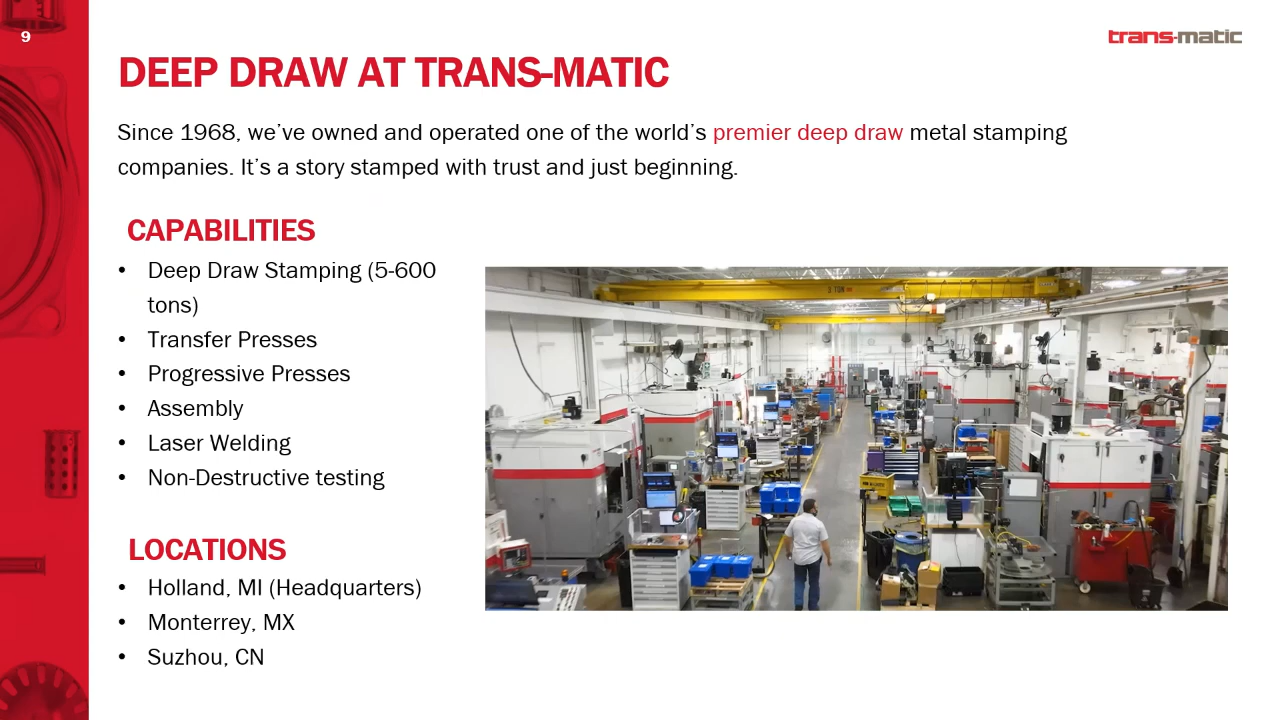 9
trans-matic
DEEP DRAW AT TRANS-MATIC
Since 1968, we’ve owned and operated one of the world’s premier deep draw metal stamping
companies. It’s a story stamped with trust and just beginning.
CAPABILITIES
• Deep Draw Stamping (5-600
tons)
• Transfer Presses
• Progressive Presses
• Assembly
• Laser Welding
• Non-Destructive testing
LOCATIONS
• Holland, MI (Headquarters)
• Monterrey, MX
• Suzhou, CN